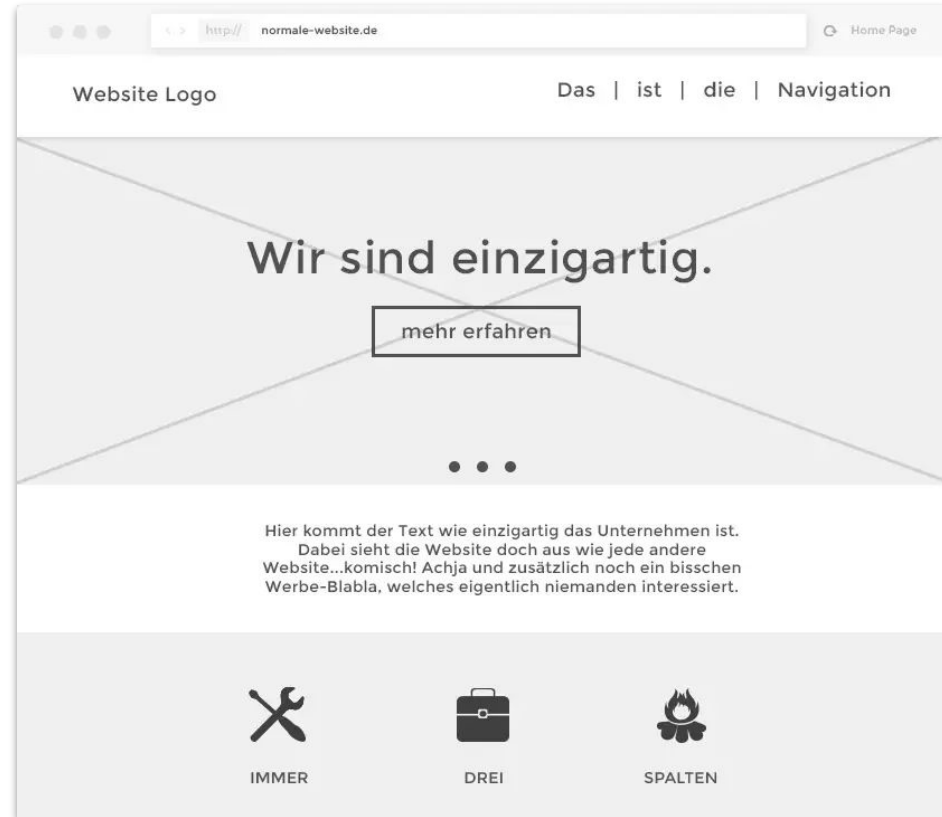 http:// normale-website.de Home Page
Website Logo
Das | ist | die | Navigation
Wir sind einzigartig.
mehr erfahren
Hier kommt der Text wie einzigartig das Unternehmen ist.
Dabei sieht die Website doch aus wie jede andere
Website...komisch! Achja und zusätzlich noch ein bisschen
Werbe-Blabla, welches eigentlich niemanden interessiert.
IMMER
DREI
SPALTEN